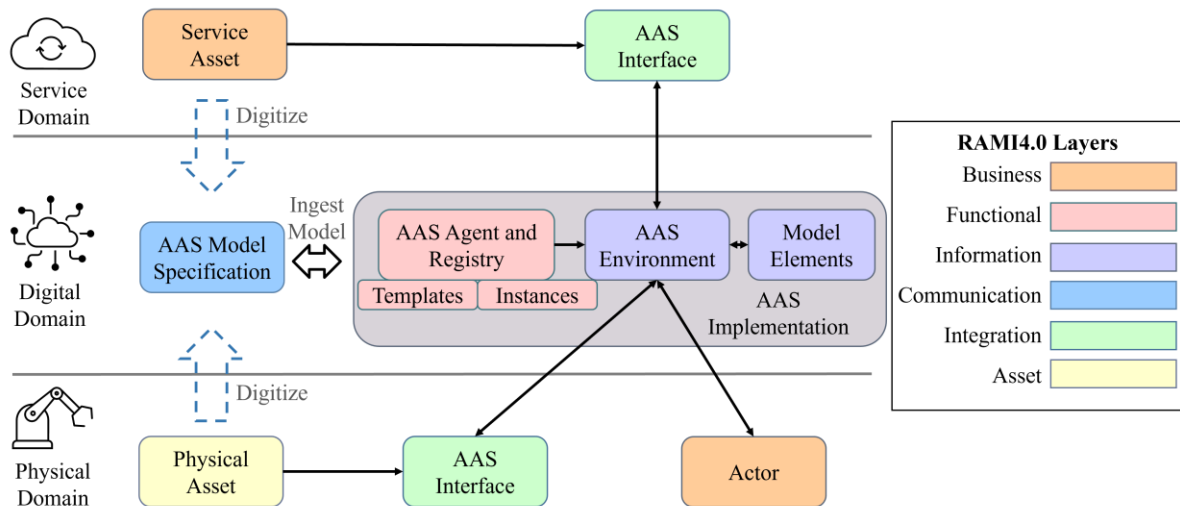 Service
Asset
AAS
Interface
Service
Domain
Digitize
RAMI4.0 Layers
Business
Functional
Information
Communication
Integration
Asset
Ingest
Model
AAS Model
Specification
AAS Agent and
Registry
Templates
Instances
AAS
Environment
Model
Elements
AAS
Implementation
Digital
Domain
Digitize
Physical
Domain
Physical
Asset
AAS
Interface
Actor